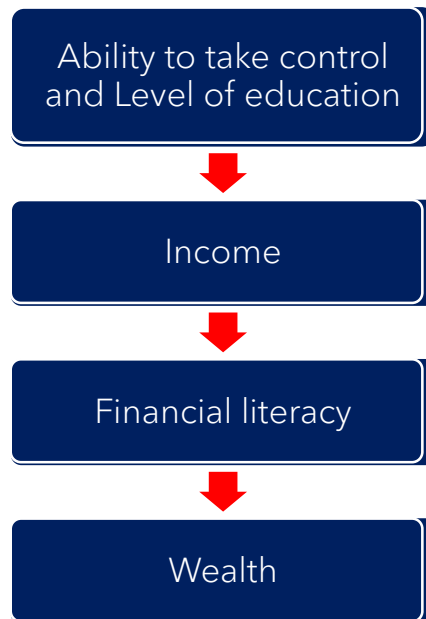 Ability to take control
and Level of education
Income
Financial literacy
Wealth